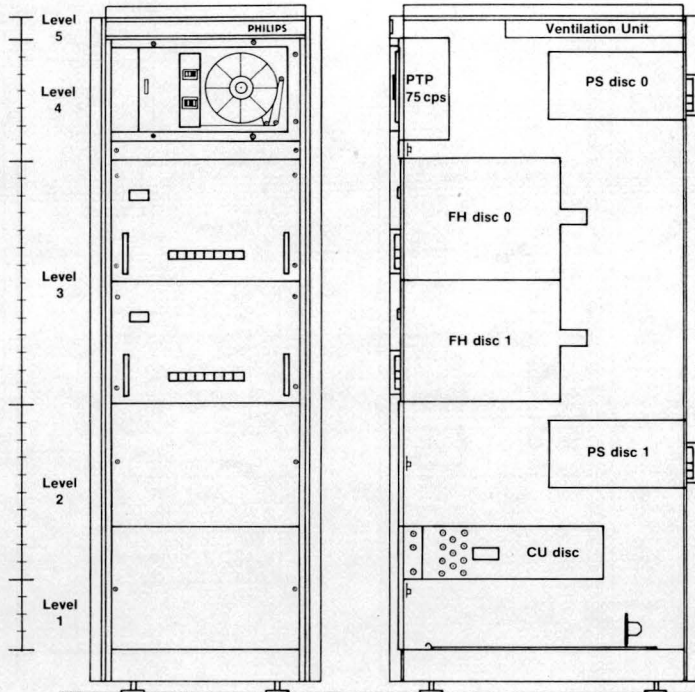 Level
5
Level
4
Level
3
Level
2
Level
1
PHILIPS
Ventilation Unit
PTP
75 cps
PS disc 0
FH disc 0
FH disc 1
PS disc 1
CU disc